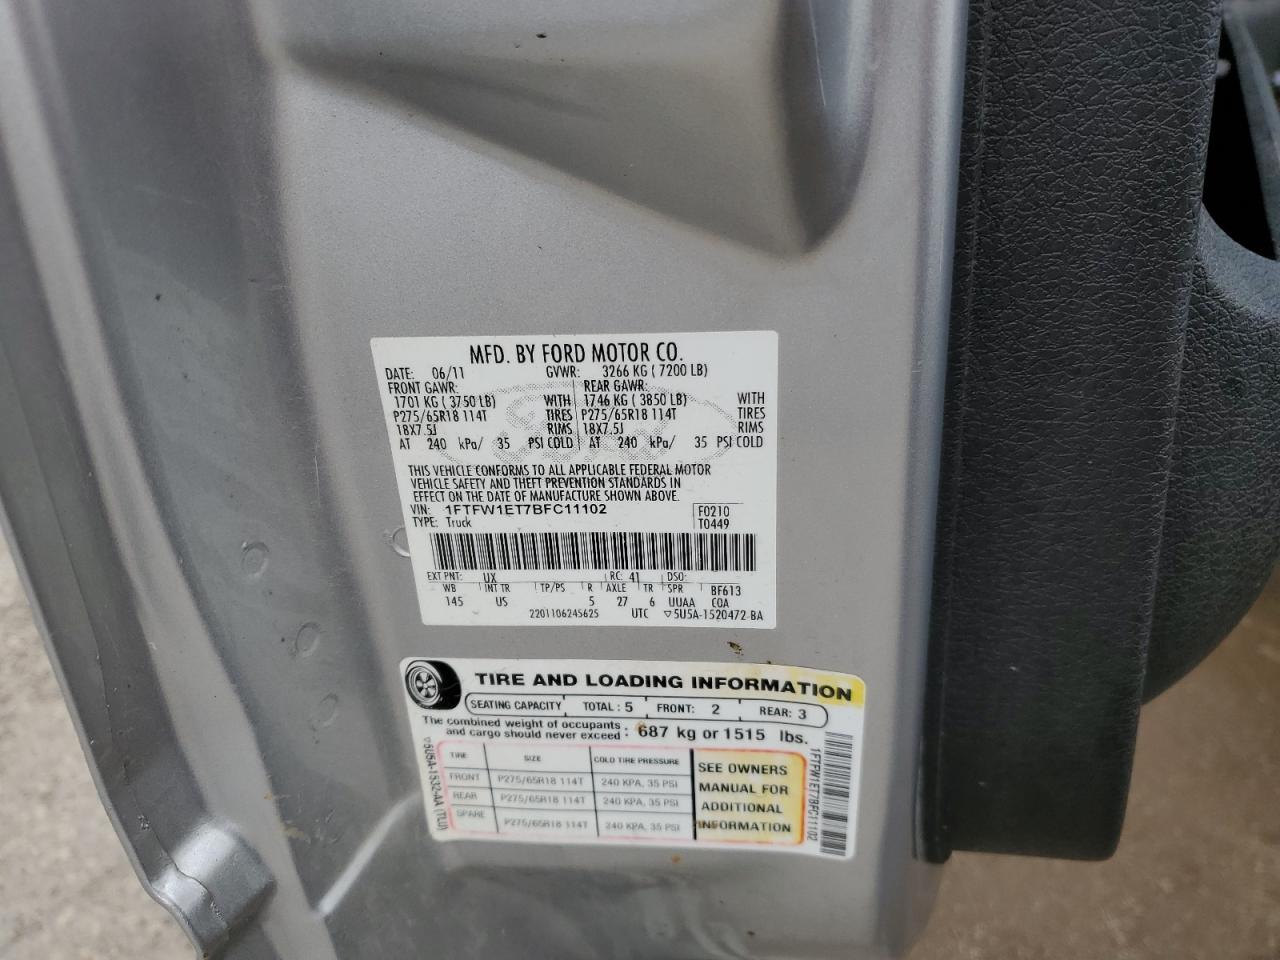 MFD. BY FORD MOTOR CO.
DATE: 06/11 GVWR: 3266 KG ( 7200 LB)
FRONT GAWR: REAR GAWR:
1701 KG ( 3750 LB) WITH 1746 KG ( 3850 LB) WITH
P275/65R18 114T TIRES P275/65R18 114T TIRES
18X7.5J RIMS 18X7.5J RIMS
AT 240 kPa/ 35 PSI COLD AT 240 kPa/ 35 PSI COLD
THIS VEHICLE CONFORMS TO ALL APPLICABLE FEDERAL MOTOR
VEHICLE SAFETY AND THEFT PREVENTION STANDARDS IN
EFFECT ON THE DATE OF MANUFACTURE SHOWN ABOVE.
VIN: 1FTFW1ET7BFC11102 F0210
TYPE: Truck T0449
EXT PNT: UX RC: 41 DSO:
WB INT TR TP/PS R AXLE TR SPR BF613
145 US 5 27 6 UUAA COA
2201106245625 UTC ▽5U5A-1520472-BA
TIRE AND LOADING INFORMATION
SEATING CAPACITY TOTAL : 5 FRONT: 2 REAR: 3
The combined weight of occupants
and cargo should never exceed : 687 kg or 1515 lbs.
TIRE SIZE COLD TIRE PRESSURE
FRONT P275/65R18 114T 240 KPA, 35 PSI
REAR P275/65R18 114T 240 KPA, 35 PSI
SPARE P275/65R18 114T 240 KPA, 35 PSI
SEE OWNERS
MANUAL FOR
ADDITIONAL
INFORMATION
▽5U5A-1532-AA (TLU)
1FTFW1ET7BFC11102